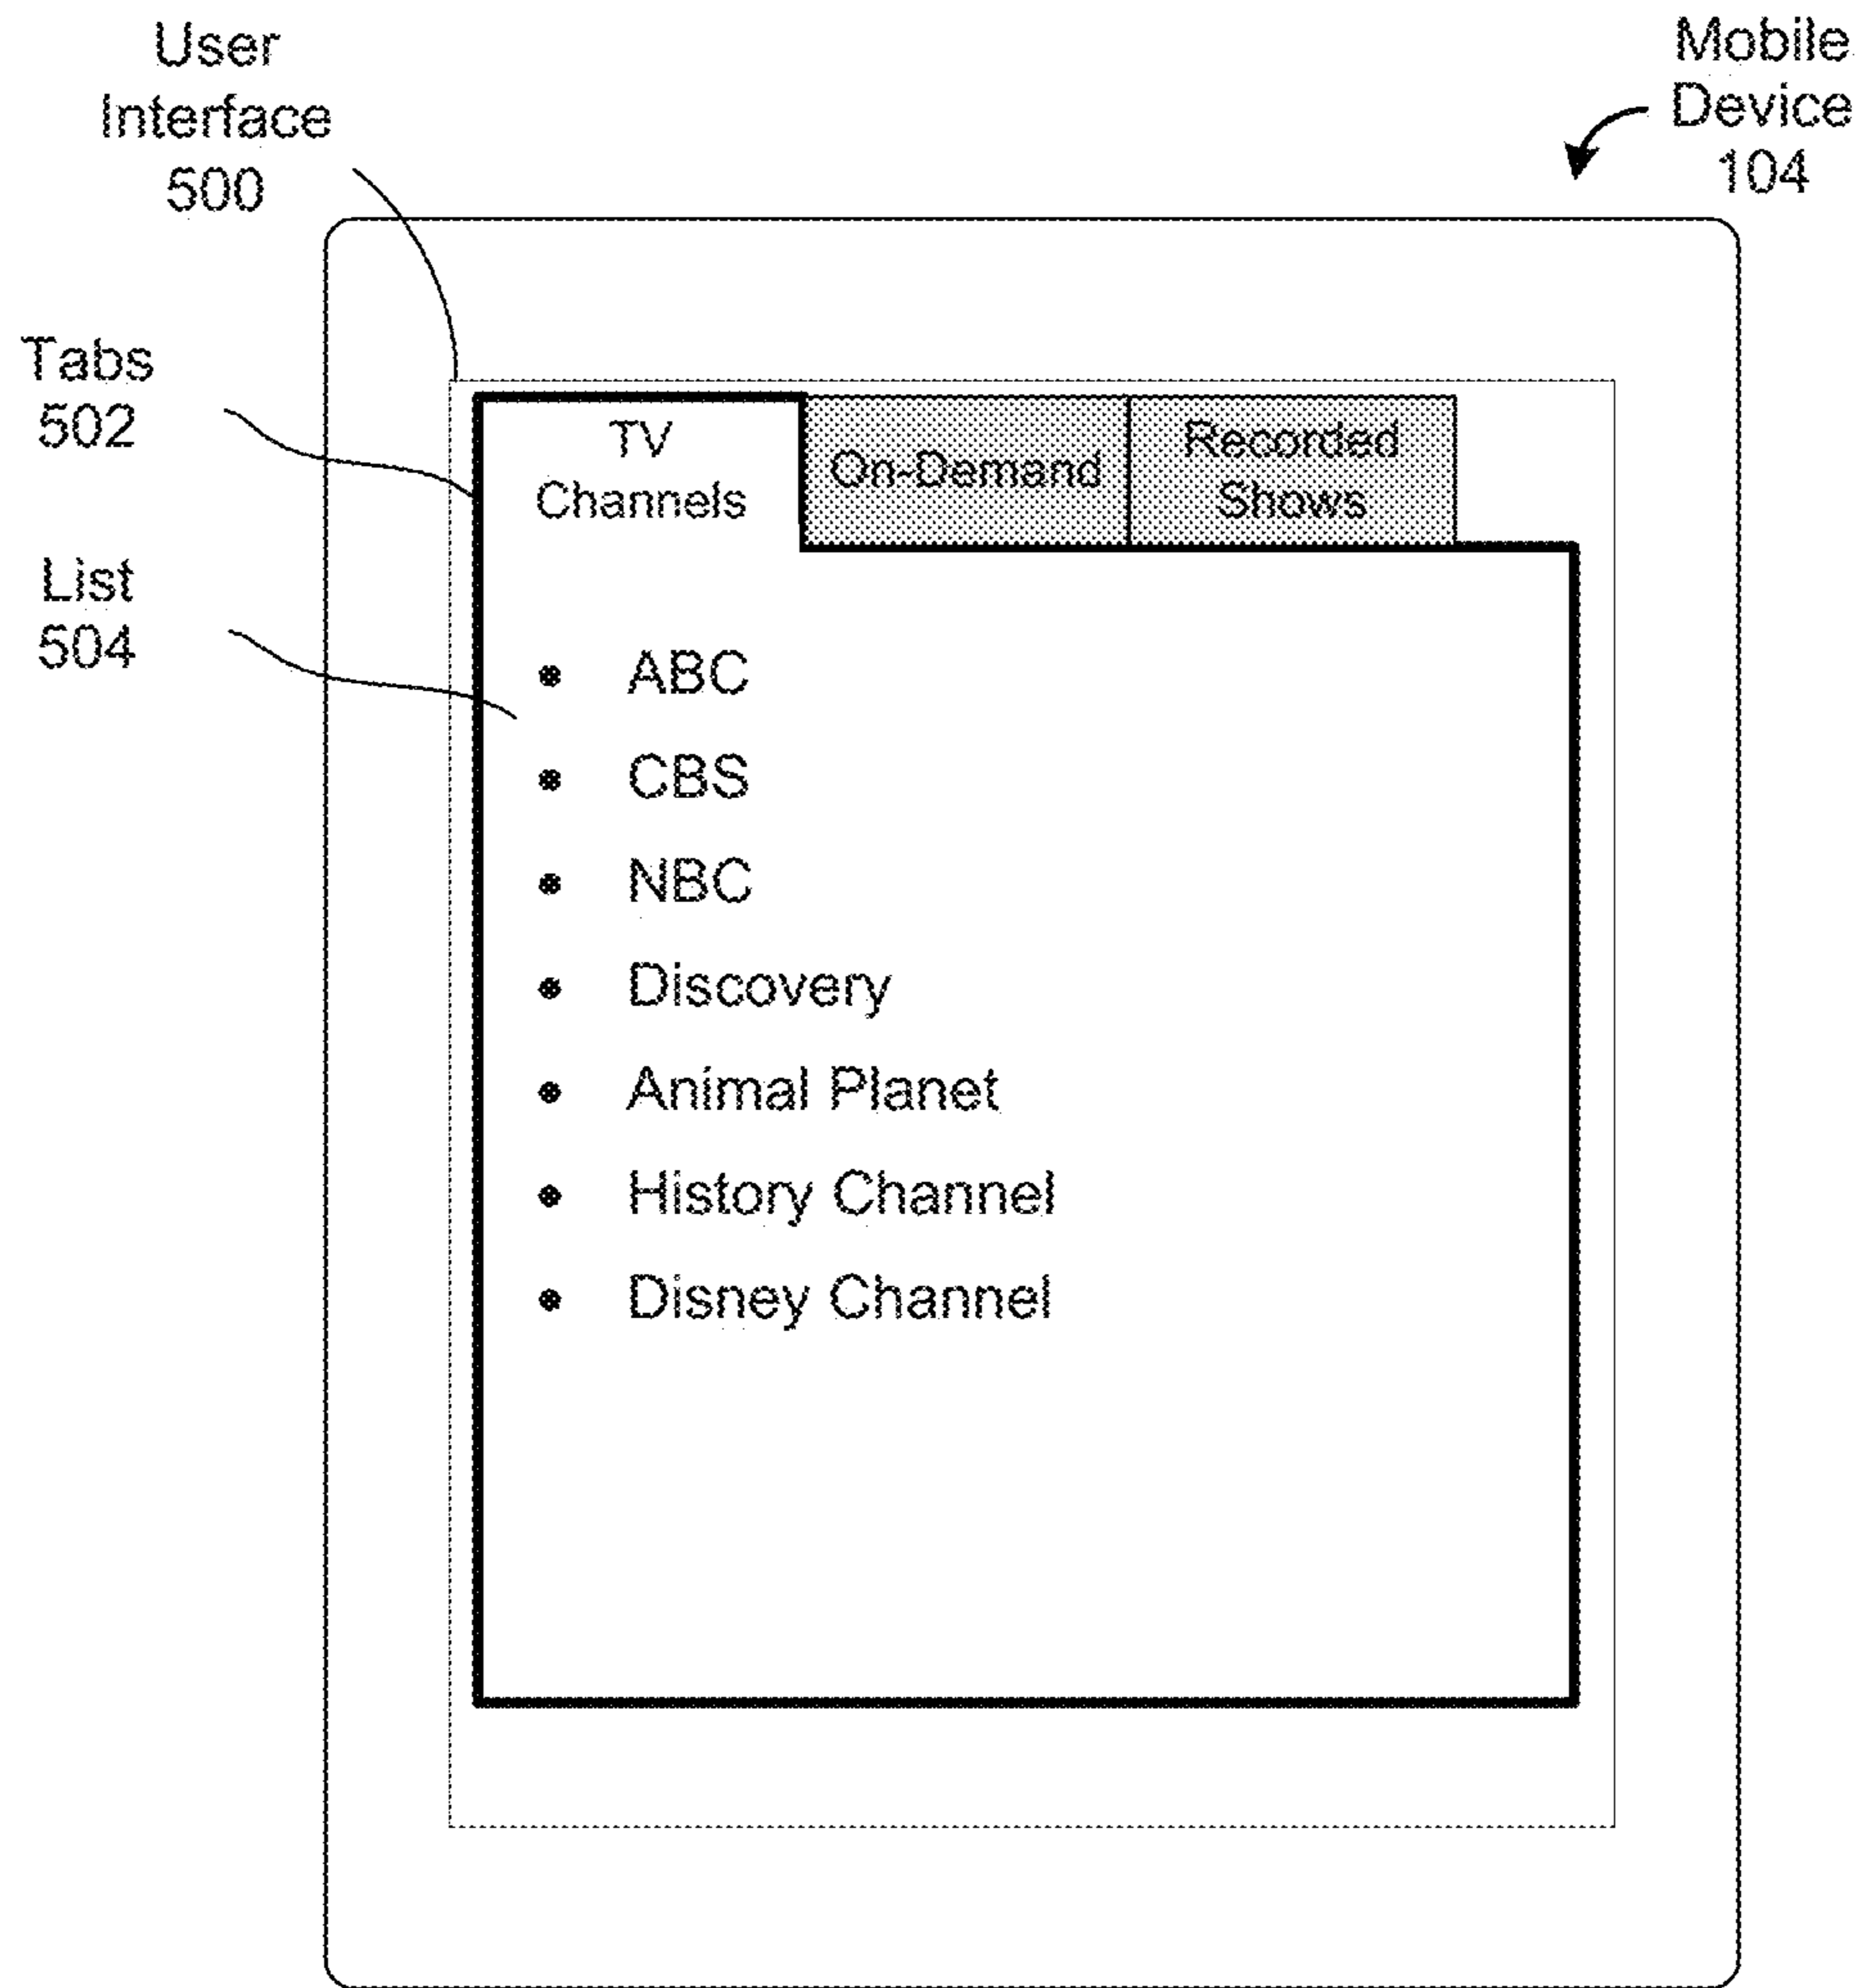 User
Interface
500
Mobile
Device
104
Tabs
502
List
504
TV
Channels
On-Demand
Recorded
Shows
• ABC
• CBS
• NBC
• Discovery
• Animal Planet
• History Channel
• Disney Channel